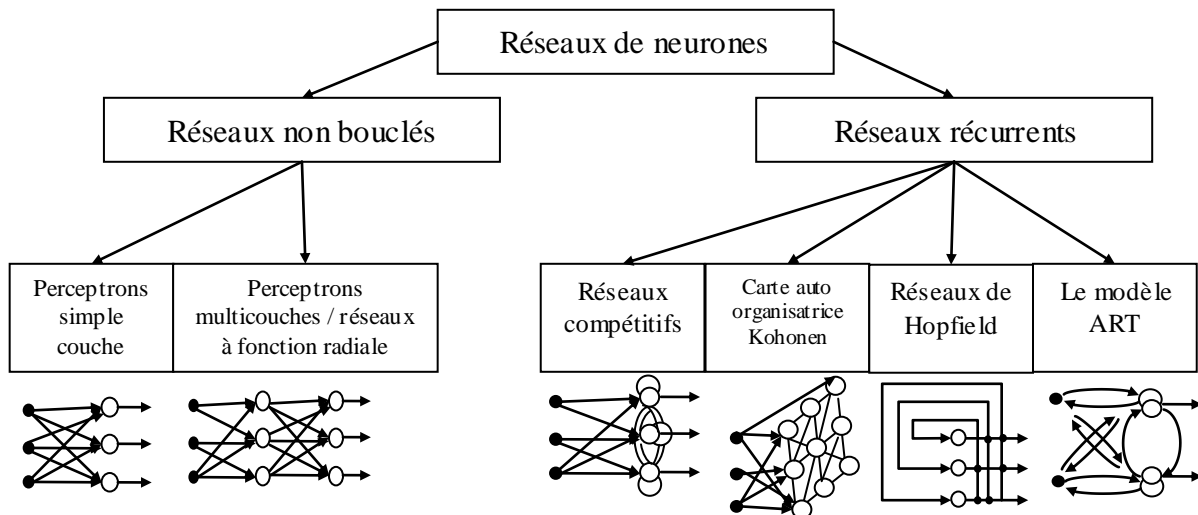 Réseaux de neurones
Réseaux non bouclés
Réseaux récurrents
Perceptrons
simple
couche
Perceptrons
multicouches / réseaux
à fonction radiale
Réseaux
compétitifs
Carte auto
organisatrice
Kohonen
Réseaux de
Hopfield
Le modèle
ART